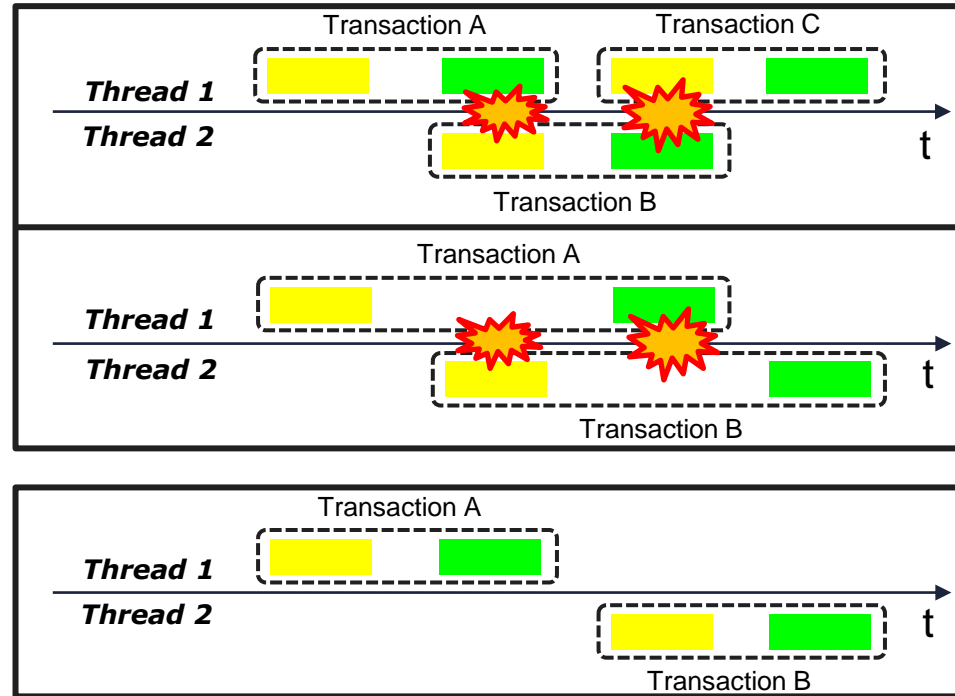 Transaction A
Transaction C
Thread 1
Thread 2
t
Transaction B
Transaction A
Thread 1
Thread 2
t
Transaction B
Transaction A
Thread 1
Thread 2
t
Transaction B